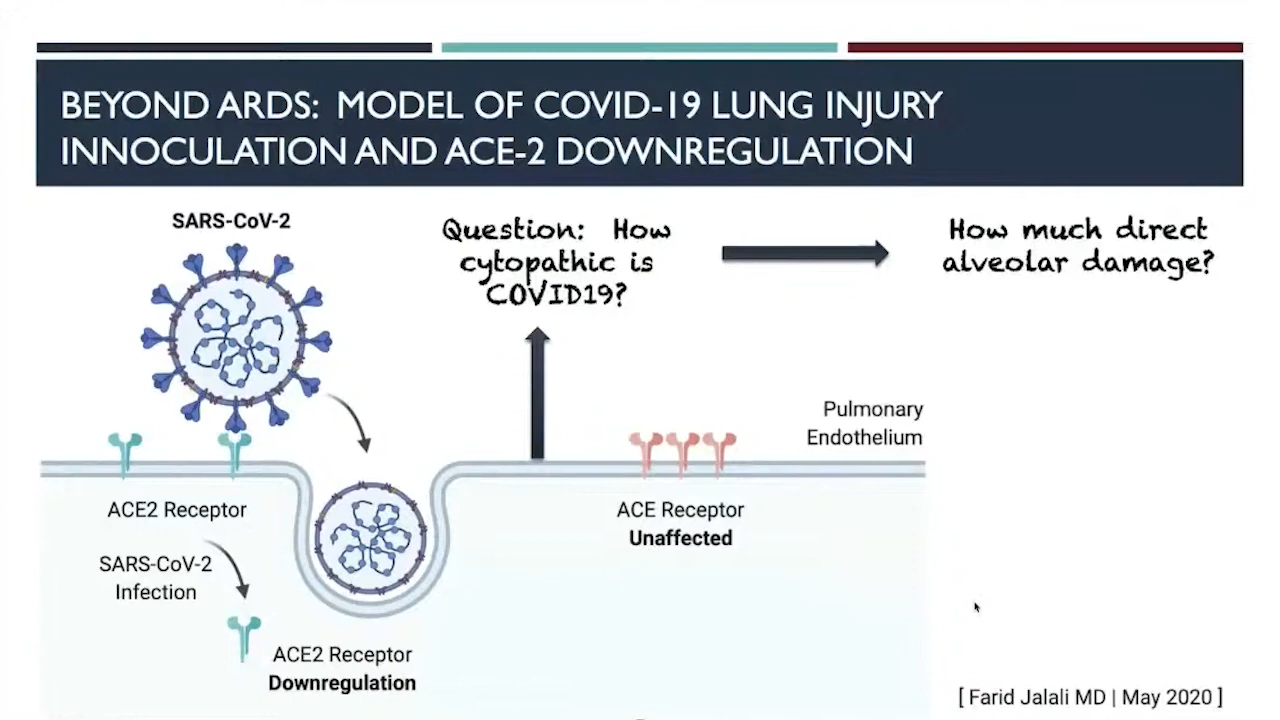 BEYOND ARDS: MODEL OF COVID-19 LUNG INJURY
INNOCULATION AND ACE-2 DOWNREGULATION
SARS-CoV-2
Question: How
cytopathic is
COVID19?
How much direct
alveolar damage?
Pulmonary
Endothelium
ACE2 Receptor
ACE Receptor
Unaffected
SARS-CoV-2
Infection
ACE2 Receptor
Downregulation
[ Farid Jalali MD | May 2020 ]